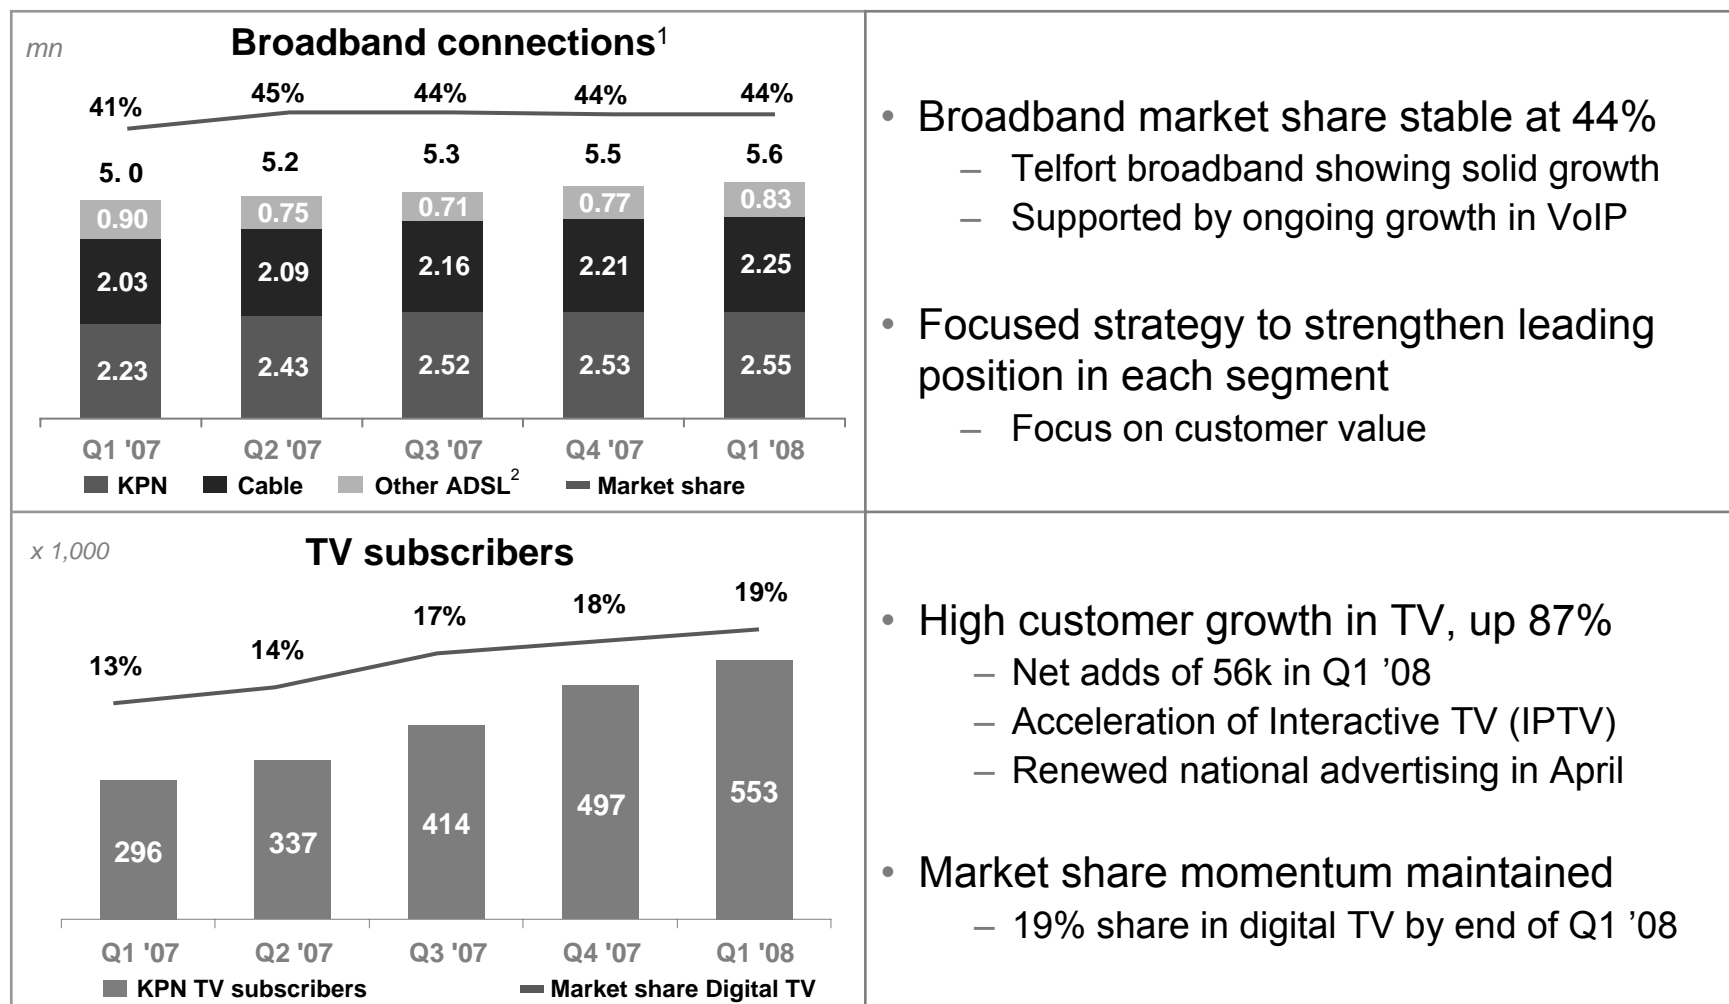 mn
Broadband connections1
41%
45%
44%
44%
44%
5. 0
5.2
5.3
5.5
5.6
0.90
0.75
0.71
0.77
0.83
2.03
2.09
2.16
2.21
2.25
2.23
2.43
2.52
2.53
2.55
Q1 '07
Q2 '07
Q3 '07
Q4 '07
Q1 '08
KPN
Cable
Other ADSL2
Market share
• Broadband market share stable at 44%
– Telfort broadband showing solid growth
– Supported by ongoing growth in VoIP
• Focused strategy to strengthen leading
position in each segment
– Focus on customer value
x 1,000
TV subscribers
13%
14%
17%
18%
19%
296
337
414
497
553
Q1 '07
Q2 '07
Q3 '07
Q4 '07
Q1 '08
KPN TV subscribers
Market share Digital TV
• High customer growth in TV, up 87%
– Net adds of 56k in Q1 ’08
– Acceleration of Interactive TV (IPTV)
– Renewed national advertising in April
• Market share momentum maintained
– 19% share in digital TV by end of Q1 ’08